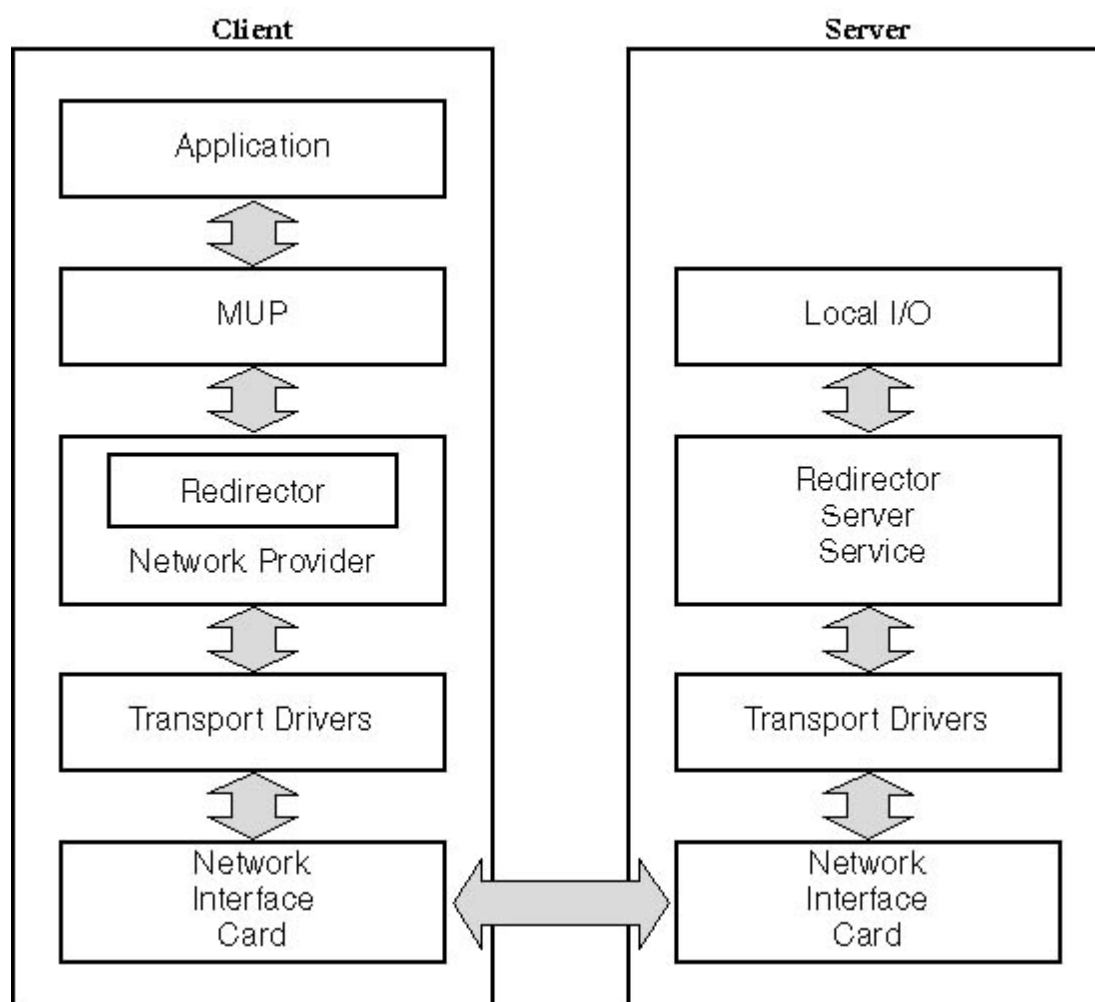 Client
Application
MUP
Redirector
Network Provider
Transport Drivers
Network
Interface
Card
Server
Local I/O
Redirector
Server
Service
Transport Drivers
Network
Interface
Card